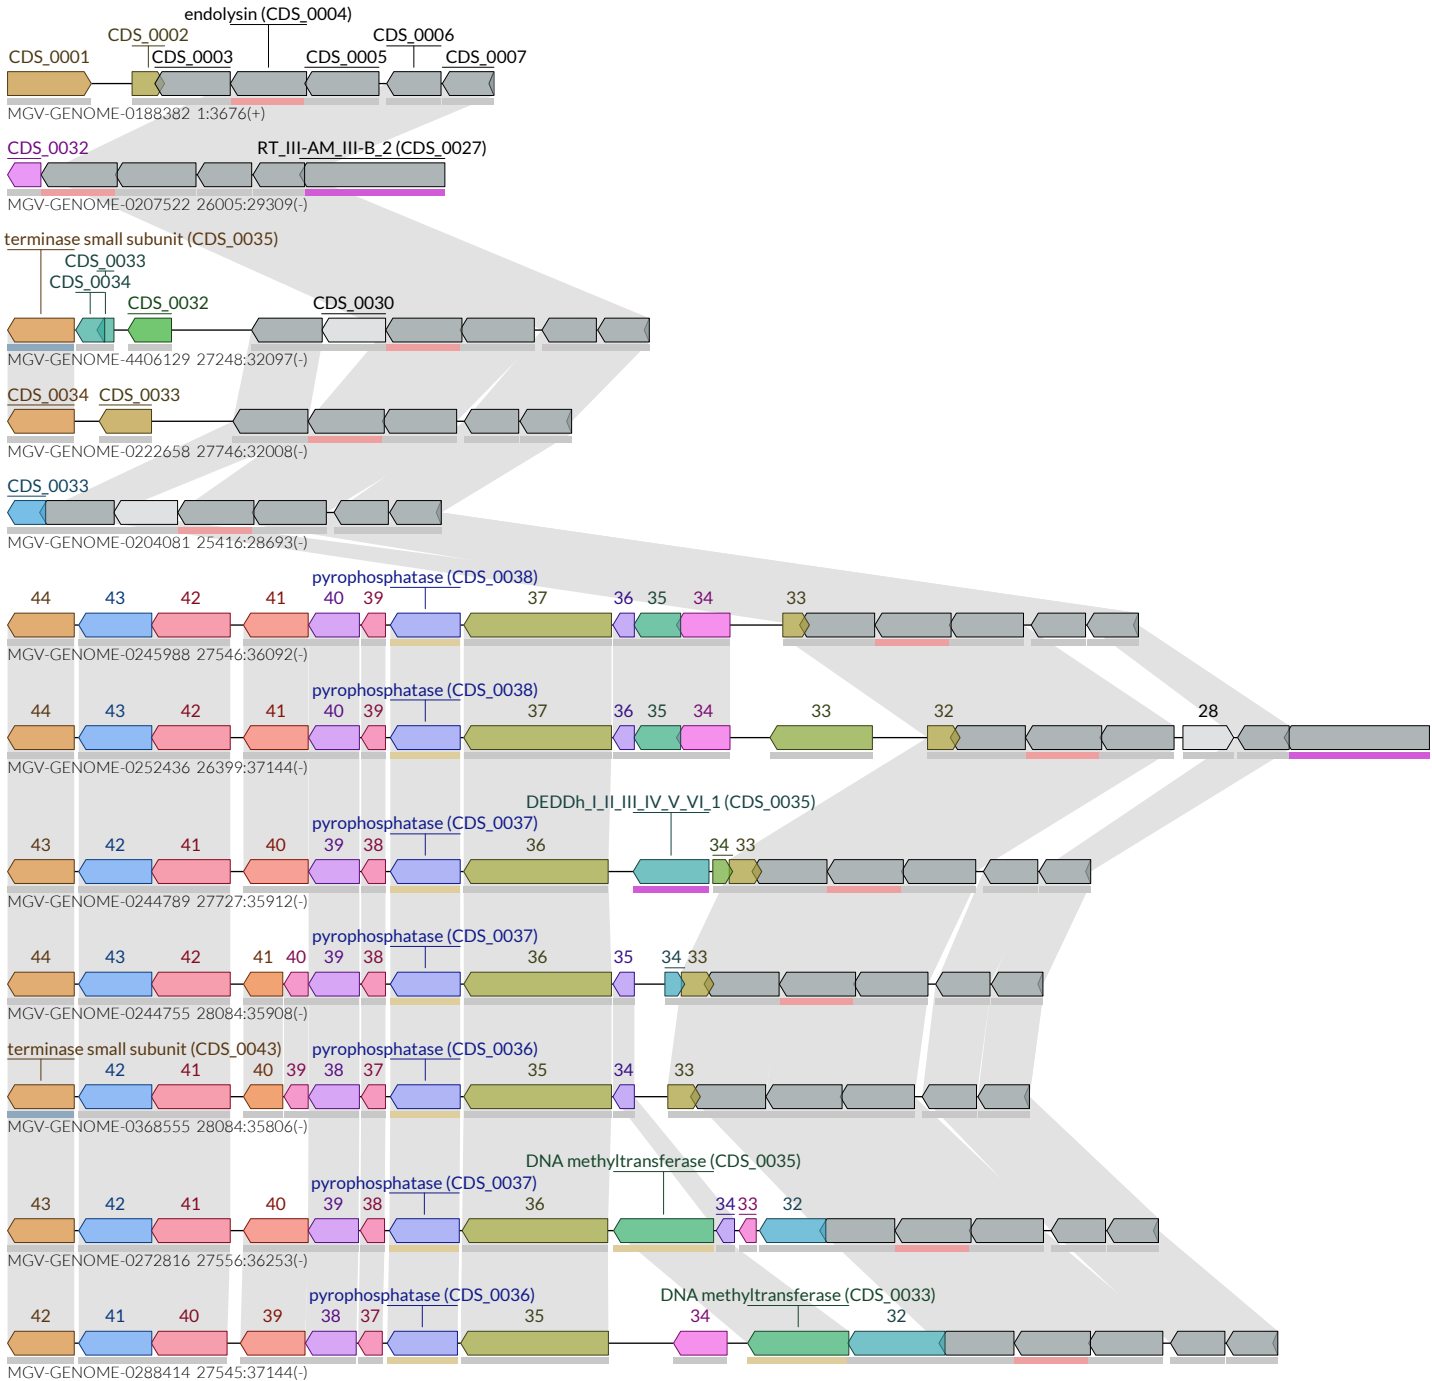 endolysin (CDS_0004)
CDS_0002 CDS_0006
CDS_0001 CDS_0003 CDS_0005 CDS_0007
MGV-GENOME-0188382 1:3676(+)
CDS_0032 RT_III-AM_III-B_2 (CDS_0027)
MGV-GENOME-0207522 26005:29309(-)
terminase small subunit (CDS_0035)
CDS_0033
CDS_0034
CDS_0032 CDS_0030
MGV-GENOME-4406129 27248:32097(-)
CDS_0034 CDS_0033
MGV-GENOME-0222658 27746:32008(-)
CDS_0033
MGV-GENOME-0204081 25416:28693(-)
pyrophosphatase (CDS_0038)
44 43 42 41 40 39 37 36 35 34 33
MGV-GENOME-0245988 27546:36092(-)
pyrophosphatase (CDS_0038)
44 43 42 41 40 39 37 36 35 34 33 32 28
MGV-GENOME-0252436 26399:37144(-)
DEDDh_I_II_III_IV_V_VI_1 (CDS_0035)
pyrophosphatase (CDS_0037)
43 42 41 40 39 38 36 34 33
MGV-GENOME-0244789 27727:35912(-)
pyrophosphatase (CDS_0037)
44 43 42 41 40 39 38 36 35 34 33
MGV-GENOME-0244755 28084:35908(-)
terminase small subunit (CDS_0043) pyrophosphatase (CDS_0036)
42 41 40 39 38 37 35 34 33
MGV-GENOME-0368555 28084:35806(-)
DNA methyltransferase (CDS_0035)
pyrophosphatase (CDS_0037)
43 42 41 40 39 38 36 34 33 32
MGV-GENOME-0272816 27556:36253(-)
pyrophosphatase (CDS_0036) DNA methyltransferase (CDS_0033)
42 41 40 39 38 37 35 34 32
MGV-GENOME-0288414 27545:37144(-)